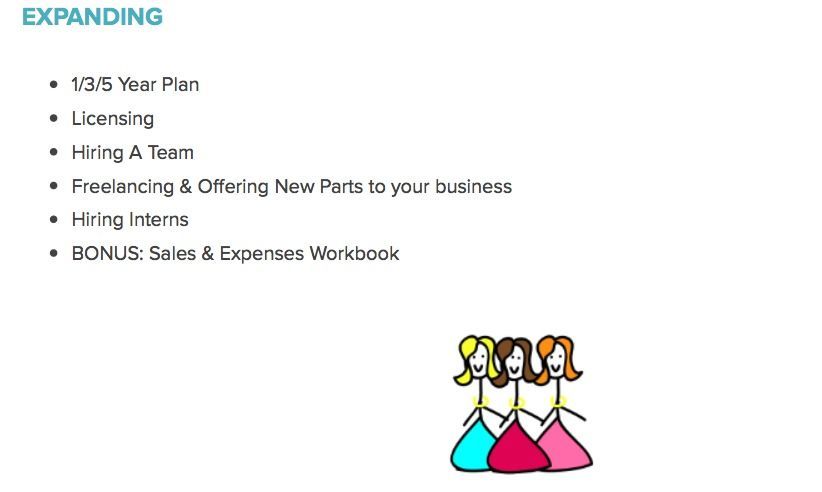 EXPANDING
• 1/3/5 Year Plan
• Licensing
• Hiring A Team
• Freelancing & Offering New Parts to your business
• Hiring Interns
• BONUS: Sales & Expenses Workbook